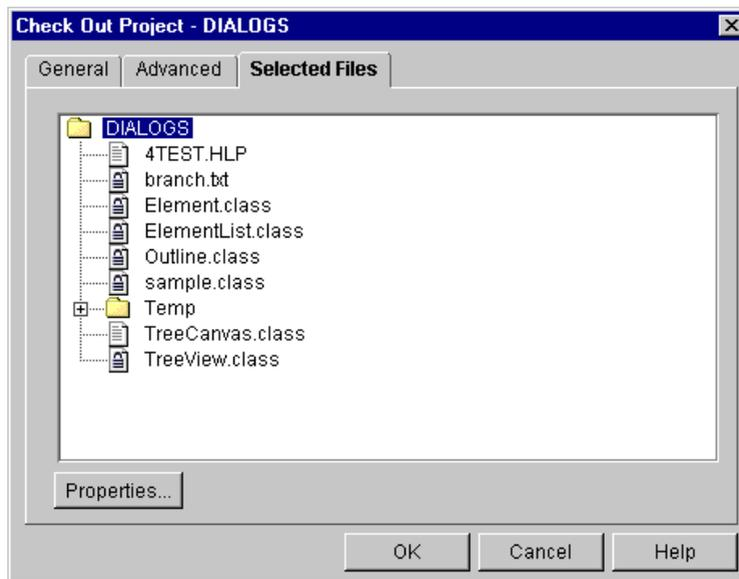 Check Out Project - DIALOGS
General Advanced Selected Files
DIALOGS
4TEST.HLP
branch.txt
Element.class
ElementList.class
Outline.class
sample.class
Temp
TreeCanvas.class
TreeView.class
Properties...
OK Cancel Help